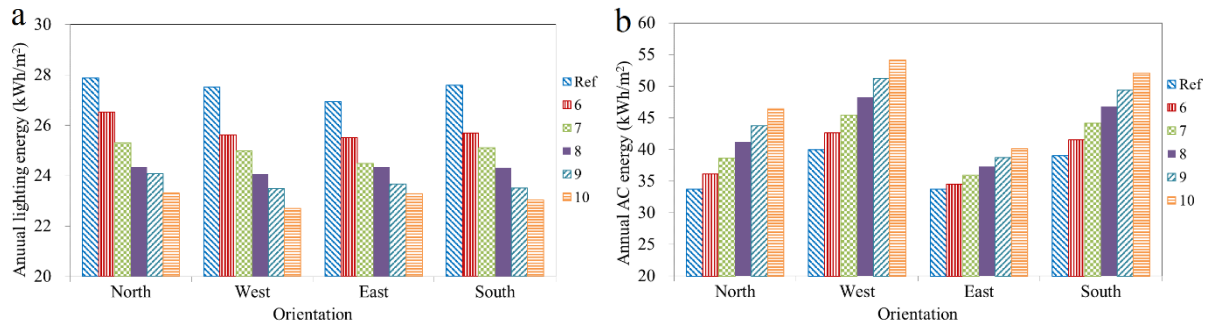 a
Anuual lighting energy (kWh/m²)
30
28
26
24
22
20
North West East South
Orientation
Ref
6
7
8
9
10
b
Annual AC energy (kWh/m²)
60
55
50
45
40
35
30
25
20
North West East South
Orientation
Ref
6
7
8
9
10